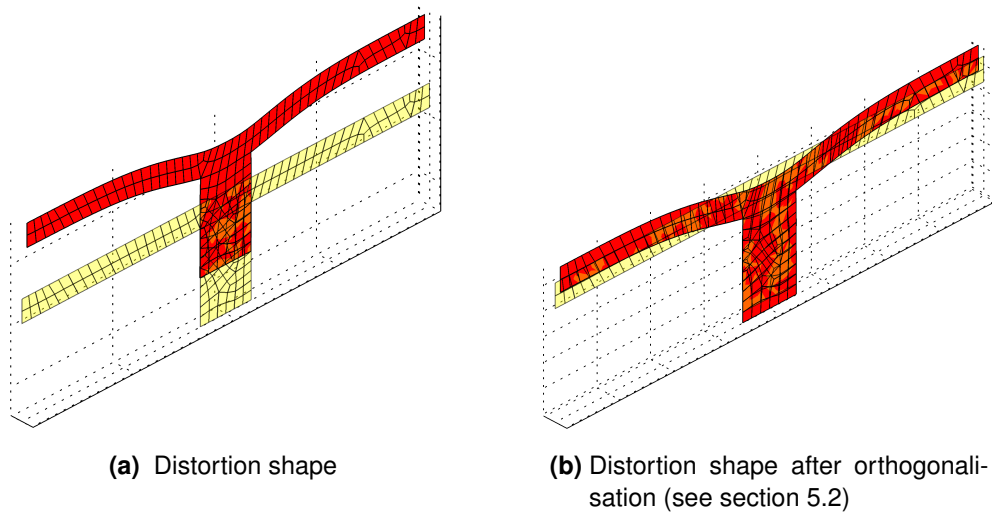 (a) Distortion shape
(b) Distortion shape after orthogonali-
sation (see section 5.2)